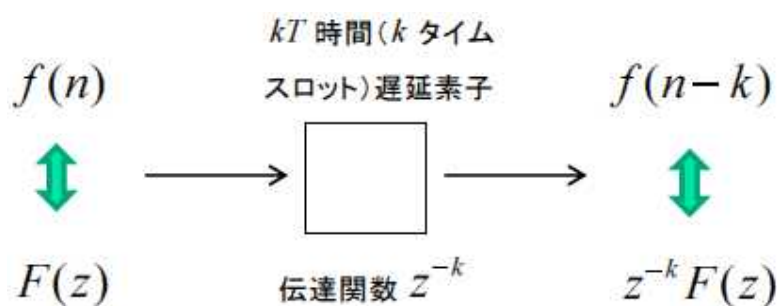 kT 時間(k タイム
スロット)遅延素子
f(n)
f(n−k)
F(z)
伝達関数 z^{-k}
z^{-k} F(z)